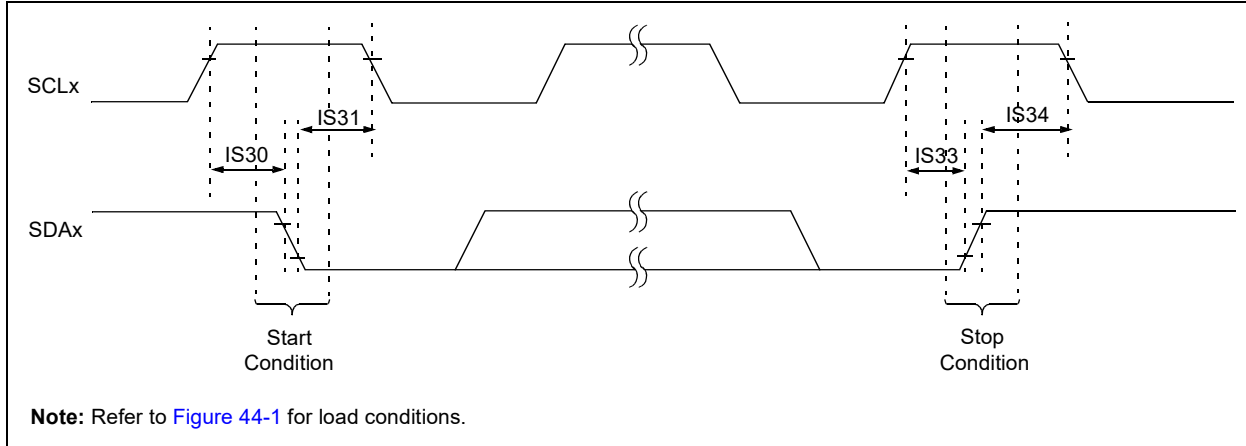 SCLx
IS31
IS34
IS30
IS33
SDAx
Start
Condition
Stop
Condition
Note: Refer to Figure 44-1 for load conditions.